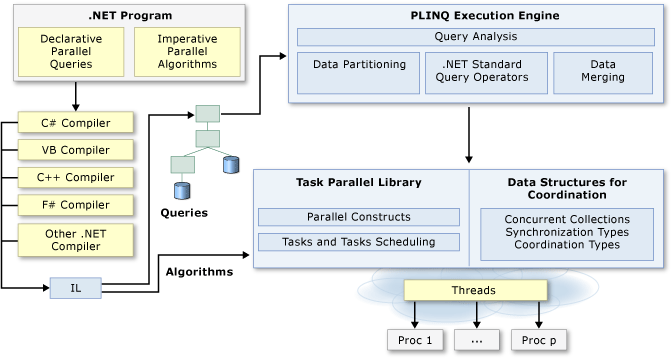 .NET Program
Declarative
Parallel
Queries
Imperative
Parallel
Algorithms
C# Compiler
VB Compiler
C++ Compiler
F# Compiler
Other .NET
Compiler
IL
Queries
Algorithms
PLINQ Execution Engine
Query Analysis
Data Partitioning
.NET Standard
Query Operators
Data
Merging
Task Parallel Library
Parallel Constructs
Tasks and Tasks Scheduling
Data Structures for
Coordination
Concurrent Collections
Synchronization Types
Coordination Types
Threads
Proc 1
...
Proc p